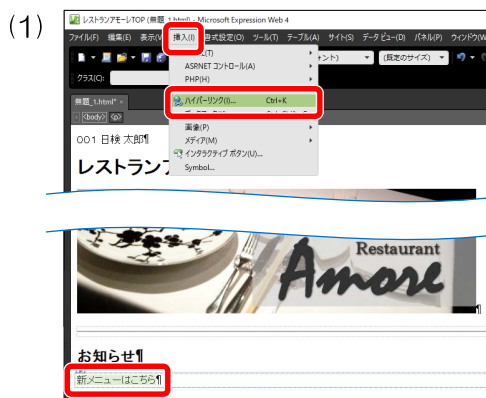 (1)
レストランアモーレTOP (無題_1.html) - Microsoft Expression Web 4
ファイル(F) 編集(E) 表示(V) 挿入(I) 書式設定(O) ツール(T) テーブル(A) サイト(S) データ ビュー(D) パネル(P) ウィンドウ(W
(T)
ント)
(既定のサイズ)
ASP.NET コントロール(A)
クラス(C):
PHP(H)
無題_1.html*
ハイパーリンク(I)... Ctrl+K
<body> <p>
画像(P)
001 日検 太郎¶
メディア(M)
インタラクティブ ボタン(U)...
レストラン
Symbol...
Restaurant
Amore
¶
お知らせ¶
新メニューはこちら¶